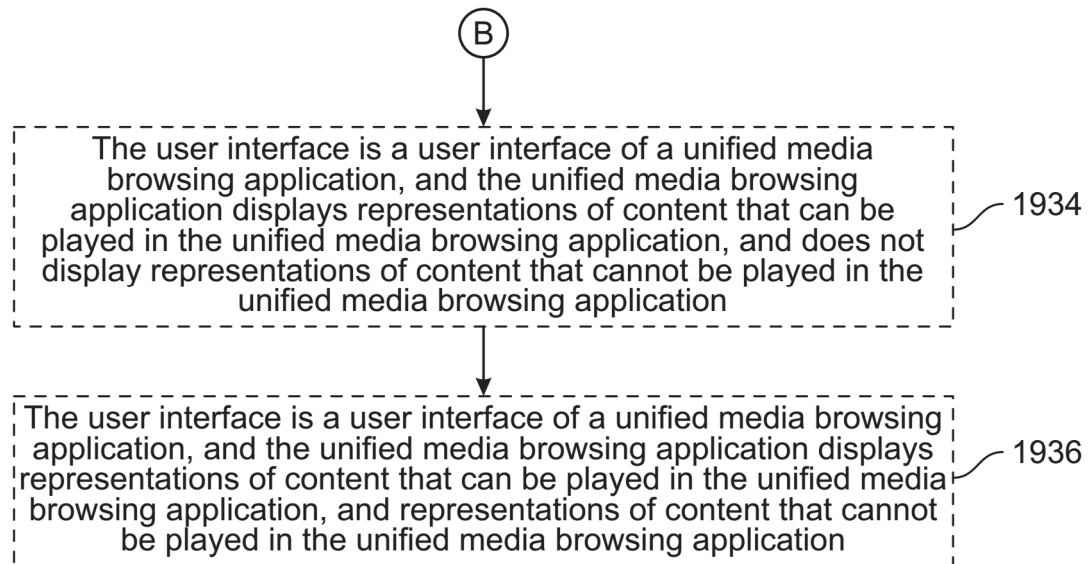 B
The user interface is a user interface of a unified media
browsing application, and the unified media browsing
application displays representations of content that can be
played in the unified media browsing application, and does not
display representations of content that cannot be played in the
unified media browsing application
1934
The user interface is a user interface of a unified media browsing
application, and the unified media browsing application displays
representations of content that can be played in the unified media
browsing application, and representations of content that cannot
be played in the unified media browsing application
1936